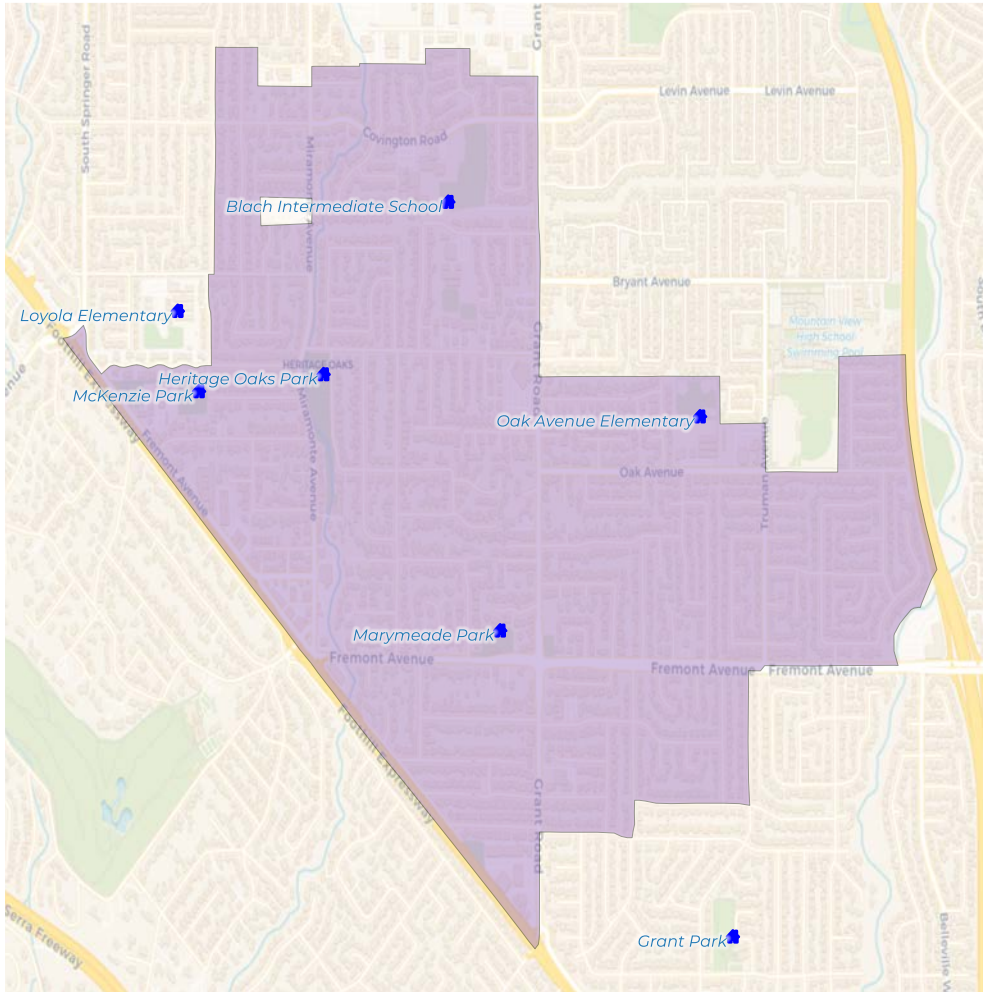 Grant
South Springer Road
Levin Avenue
Levin Avenue
Covington Road
Miramonte Avenue
Blach Intermediate School
Bryant Avenue
Loyola Elementary
Mountain View
High School
Swimming Pool
Foothill Expressway
HERITAGE OAKS
Heritage Oaks Park
McKenzie Park
Grant Road
Miramonte Avenue
Oak Avenue Elementary
Fremont Avenue
Oak Avenue
Truman Avenue
Marymeade Park
Fremont Avenue
Fremont Avenue
Fremont Avenue
Foothill Expressway
Grant Road
Grant Park
Serra Freeway
Belleville W